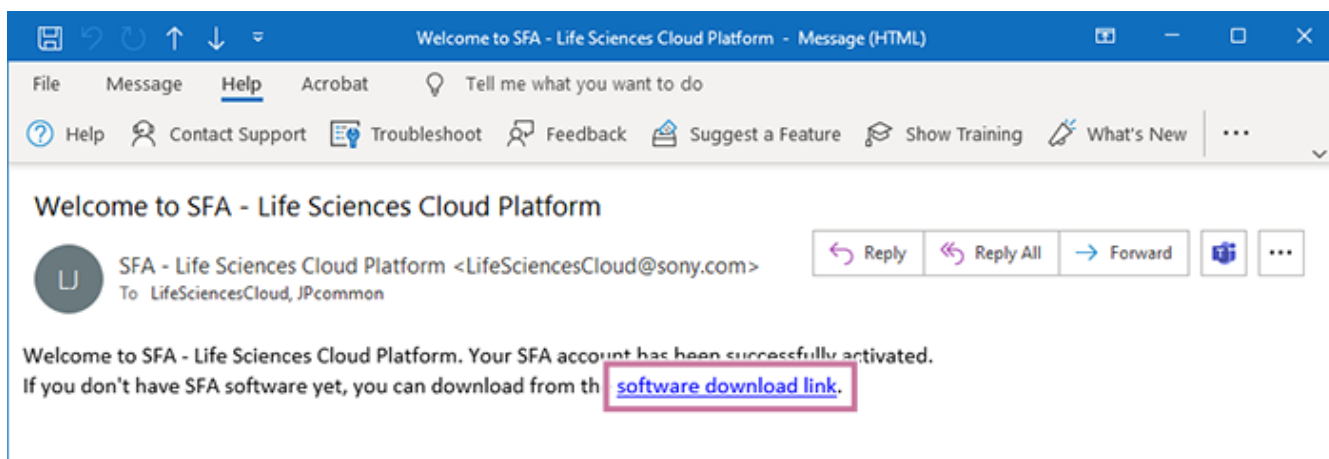 Welcome to SFA - Life Sciences Cloud Platform - Message (HTML)
File Message Help Acrobat Tell me what you want to do
Help Contact Support Troubleshoot Feedback Suggest a Feature Show Training What's New
Welcome to SFA - Life Sciences Cloud Platform
Reply Reply All Forward
LJ
SFA - Life Sciences Cloud Platform <LifeSciencesCloud@sony.com>
To LifeSciencesCloud, JPcommon
Welcome to SFA - Life Sciences Cloud Platform. Your SFA account has been successfully activated.
If you don't have SFA software yet, you can download from th software download link.